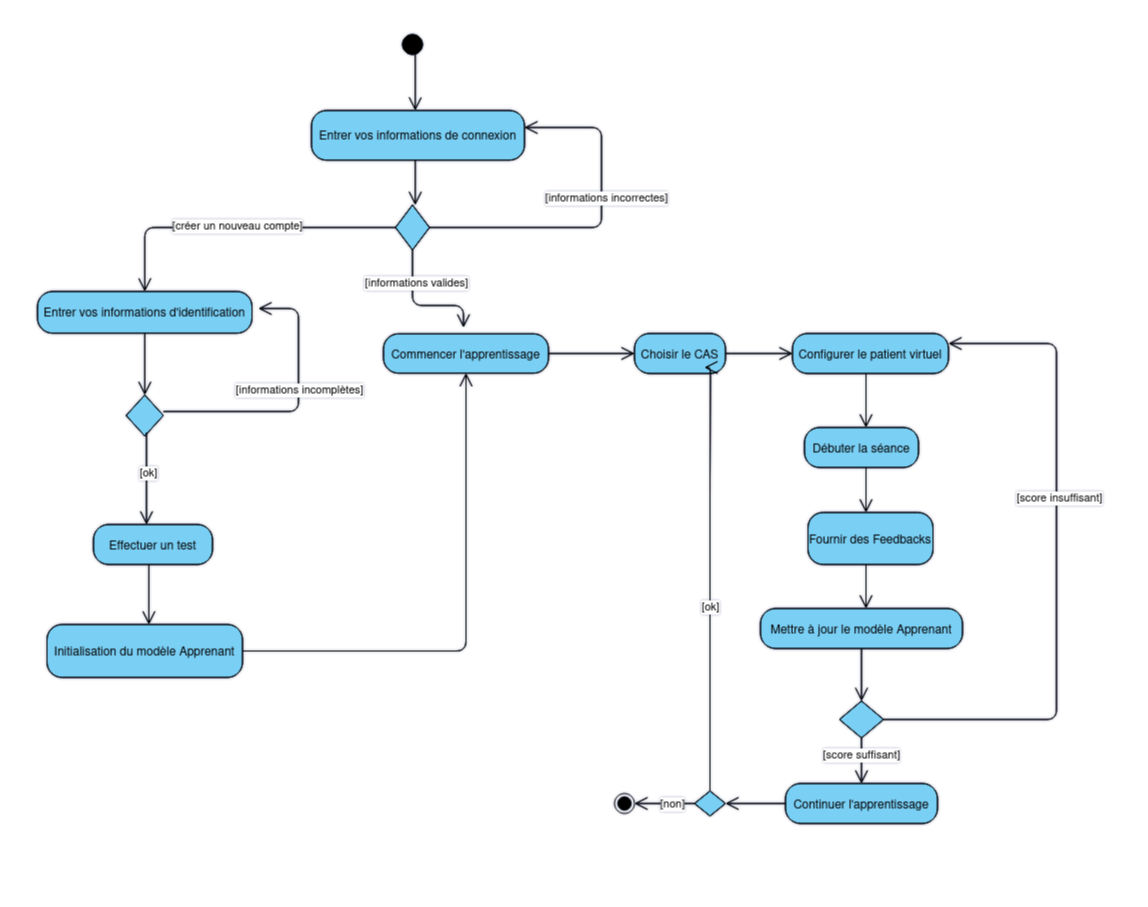 Entrer vos informations de connexion
[informations incorrectes]
[créer un nouveau compte]
[informations valides]
Entrer vos informations d'identification
[informations incomplètes]
Commencer l'apprentissage
Choisir le CAS
Configurer le patient virtuel
Débuter la séance
[ok]
[score insuffisant]
Effectuer un test
Fournir des Feedbacks
[ok]
Mettre à jour le modèle Apprenant
Initialisation du modèle Apprenant
[score suffisant]
[non]
Continuer l'apprentissage